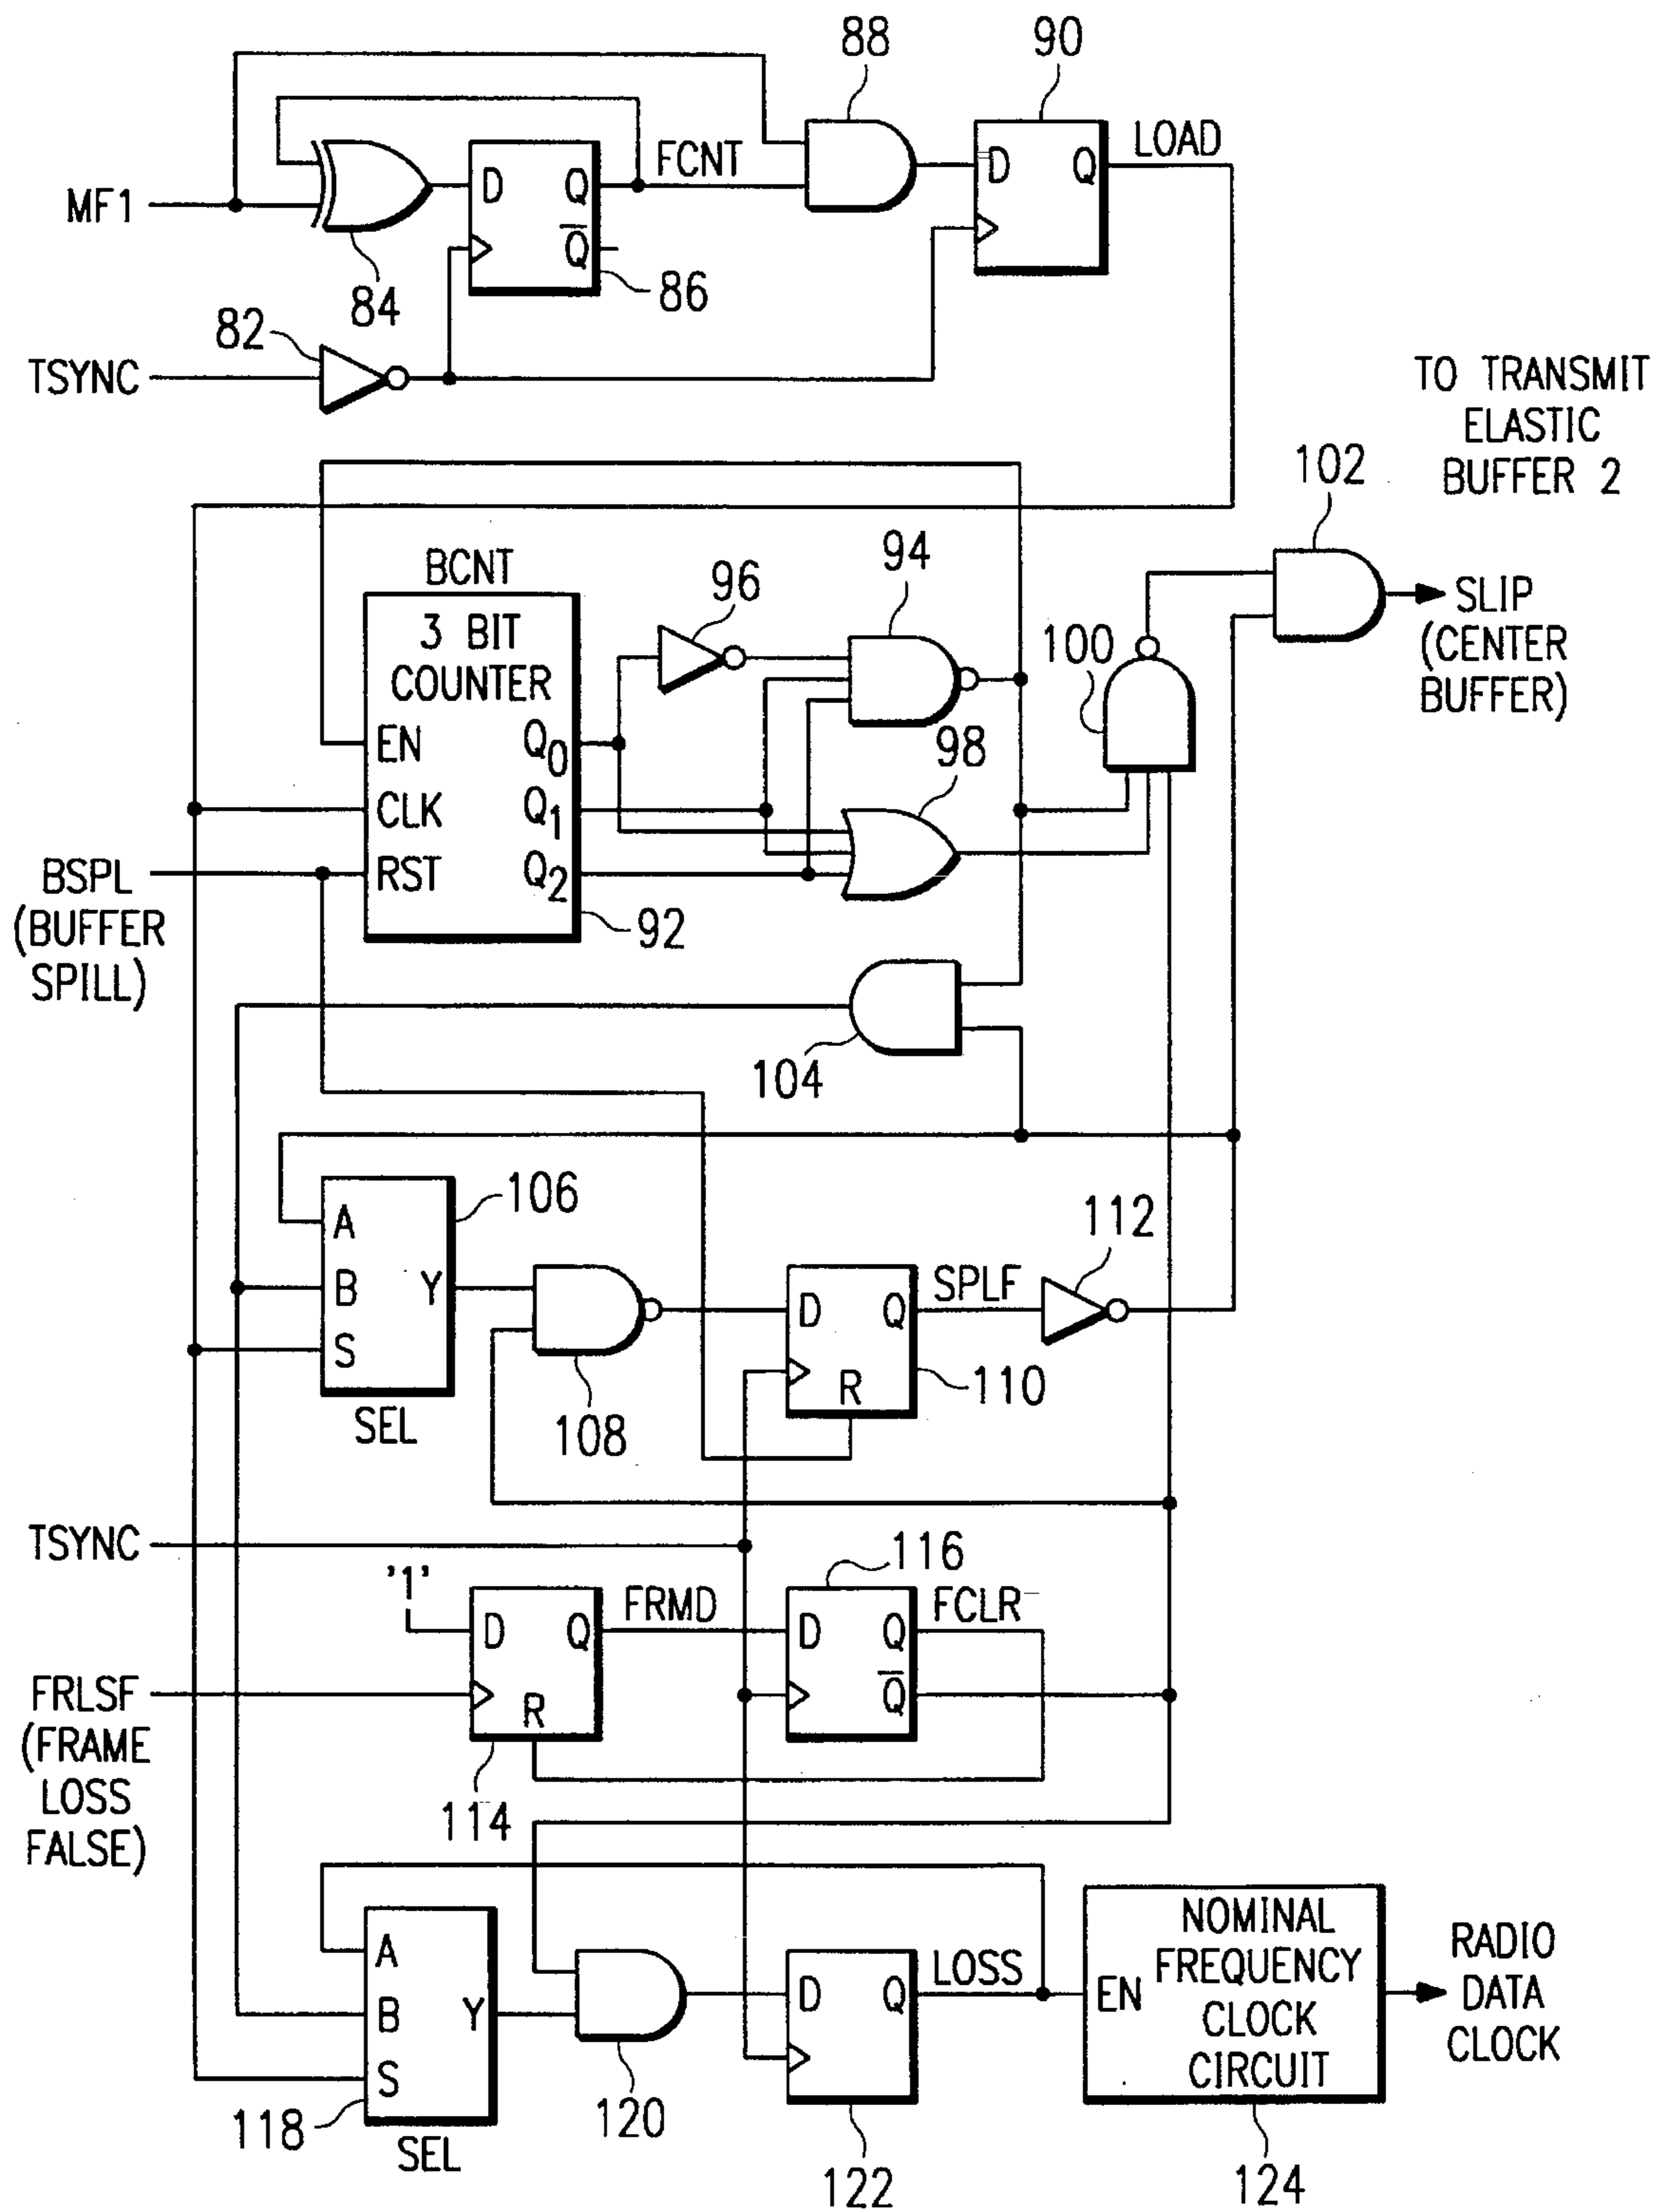 88
90
MF1
D
Q
Q
FCNT
D
Q
LOAD
84
86
82
TSYNC
TO TRANSMIT
ELASTIC
BUFFER 2
102
BCNT
3 BIT
COUNTER
EN
CLK
RST
Q0
Q1
Q2
92
96
94
98
100
SLIP
(CENTER
BUFFER)
BSPL
(BUFFER
SPILL)
104
106
A
B
S
Y
SEL
108
D
Q
R
SPLF
110
112
TSYNC
'1'
D
Q
R
FRMD
114
116
D
Q
Q
FCLR
FRLSF
(FRAME
LOSS
FALSE)
A
B
S
Y
118
SEL
120
D
Q
LOSS
122
EN
NOMINAL
FREQUENCY
CLOCK
CIRCUIT
124
RADIO
DATA
CLOCK